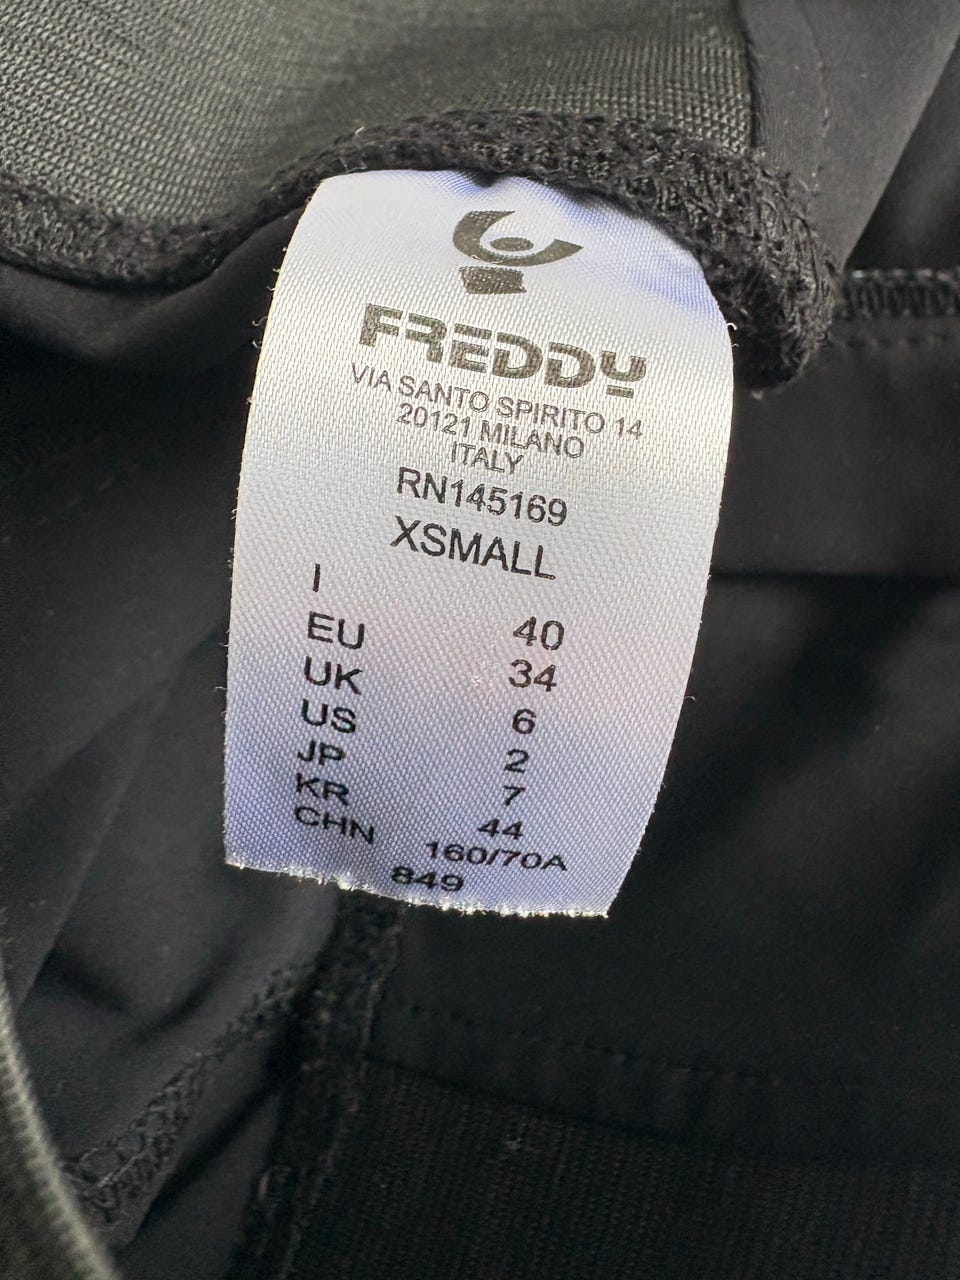 FREDDY
VIA SANTO SPIRITO 14
20121 MILANO
ITALY
RN145169
XSMALL
I 40
EU 34
UK 6
US 2
JP 7
KR 44
CHN 160/70A
849